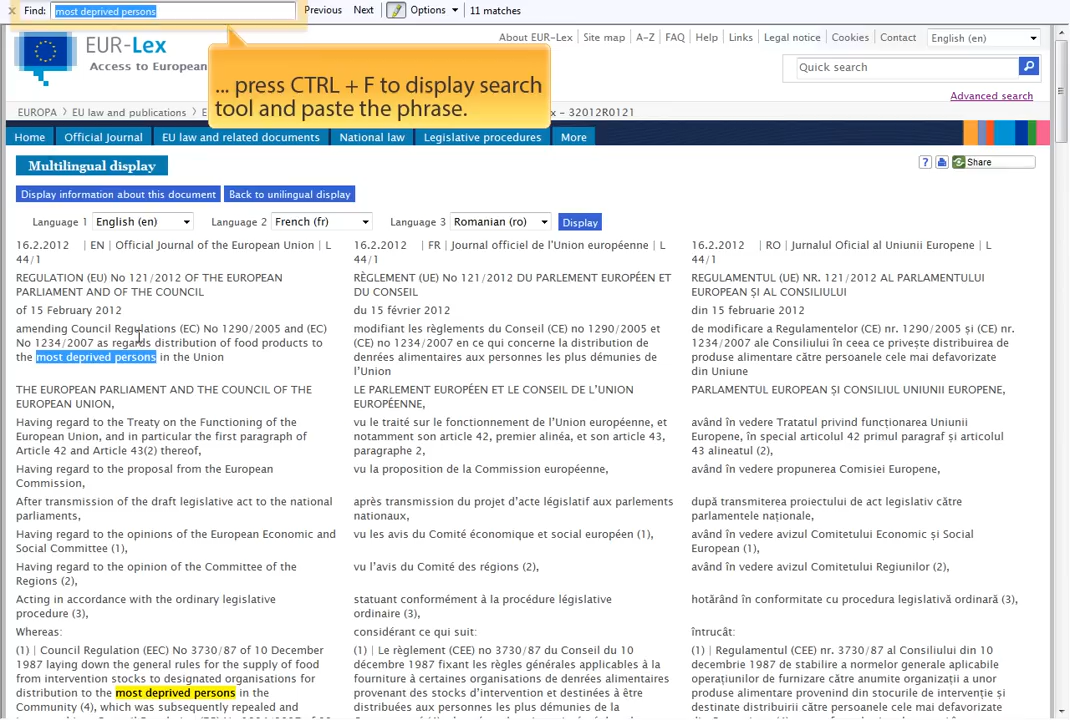 x Find: most deprived persons Previous Next Options 11 matches
EUR-Lex
Access to European
... press CTRL + F to display search
tool and paste the phrase.
About EUR-Lex | Site map | A-Z | FAQ | Help | Links | Legal notice | Cookies | Contact English (en)
Quick search
Advanced search
EUROPA > EU law and publications > E x - 32012R0121
Home Official Journal EU law and related documents National law Legislative procedures More
Multilingual display
? Share
Display information about this document Back to unilingual display
Language 1 English (en) Language 2 French (fr) Language 3 Romanian (ro) Display
16.2.2012 | EN | Official Journal of the European Union | L
44/1
REGULATION (EU) No 121/2012 OF THE EUROPEAN
PARLIAMENT AND OF THE COUNCIL
of 15 February 2012
amending Council Regulations (EC) No 1290/2005 and (EC)
No 1234/2007 as regards distribution of food products to
the most deprived persons in the Union
THE EUROPEAN PARLIAMENT AND THE COUNCIL OF THE
EUROPEAN UNION,
Having regard to the Treaty on the Functioning of the
European Union, and in particular the first paragraph of
Article 42 and Article 43(2) thereof,
Having regard to the proposal from the European
Commission,
After transmission of the draft legislative act to the national
parliaments,
Having regard to the opinions of the European Economic and
Social Committee (1),
Having regard to the opinion of the Committee of the
Regions (2),
Acting in accordance with the ordinary legislative
procedure (3),
Whereas:
(1) | Council Regulation (EEC) No 3730/87 of 10 December
1987 laying down the general rules for the supply of food
from intervention stocks to designated organisations for
distribution to the most deprived persons in the
Community (4), which was subsequently repealed and
16.2.2012 | FR | Journal officiel de l'Union européenne | L
44/1
RÈGLEMENT (UE) No 121/2012 DU PARLEMENT EUROPÉEN ET
DU CONSEIL
du 15 février 2012
modifiant les règlements du Conseil (CE) no 1290/2005 et
(CE) no 1234/2007 en ce qui concerne la distribution de
denrées alimentaires aux personnes les plus démunies de
l’Union
LE PARLEMENT EUROPÉEN ET LE CONSEIL DE L’UNION
EUROPÉENNE,
vu le traité sur le fonctionnement de l’Union européenne, et
notamment son article 42, premier alinéa, et son article 43,
paragraphe 2,
vu la proposition de la Commission européenne,
après transmission du projet d’acte législatif aux parlements
nationaux,
vu les avis du Comité économique et social européen (1),
vu l’avis du Comité des régions (2),
statuant conformément à la procédure législative
ordinaire (3),
considérant ce qui suit:
(1) | Le règlement (CEE) no 3730/87 du Conseil du 10
décembre 1987 fixant les règles générales applicables à la
fourniture à certaines organisations de denrées alimentaires
provenant des stocks d’intervention et destinées à être
distribuées aux personnes les plus démunies de la
16.2.2012 | RO | Jurnalul Oficial al Uniunii Europene | L
44/1
REGULAMENTUL (UE) NR. 121/2012 AL PARLAMENTULUI
EUROPEAN ȘI AL CONSILIULUI
din 15 februarie 2012
de modificare a Regulamentelor (CE) nr. 1290/2005 și (CE) nr.
1234/2007 ale Consiliului în ceea ce privește distribuirea de
produse alimentare către persoanele cele mai defavorizate
din Uniune
PARLAMENTUL EUROPEAN ȘI CONSILIUL UNIUNII EUROPENE,
având în vedere Tratatul privind funcționarea Uniunii
Europene, în special articolul 42 primul paragraf și articolul
43 alineatul (2),
având în vedere propunerea Comisiei Europene,
după transmiterea proiectului de act legislativ către
parlamentele naționale,
având în vedere avizul Comitetului Economic și Social
European (1),
având în vedere avizul Comitetului Regiunilor (2),
hotărând în conformitate cu procedura legislativă ordinară (3),
întrucât:
(1) | Regulamentul (CEE) nr. 3730/87 al Consiliului din 10
decembrie 1987 de stabilire a normelor generale aplicabile
operațiunilor de furnizare către anumite organizații a unor
produse alimentare provenind din stocurile de intervenție și
destinate distribuirii către persoanele cele mai defavorizate